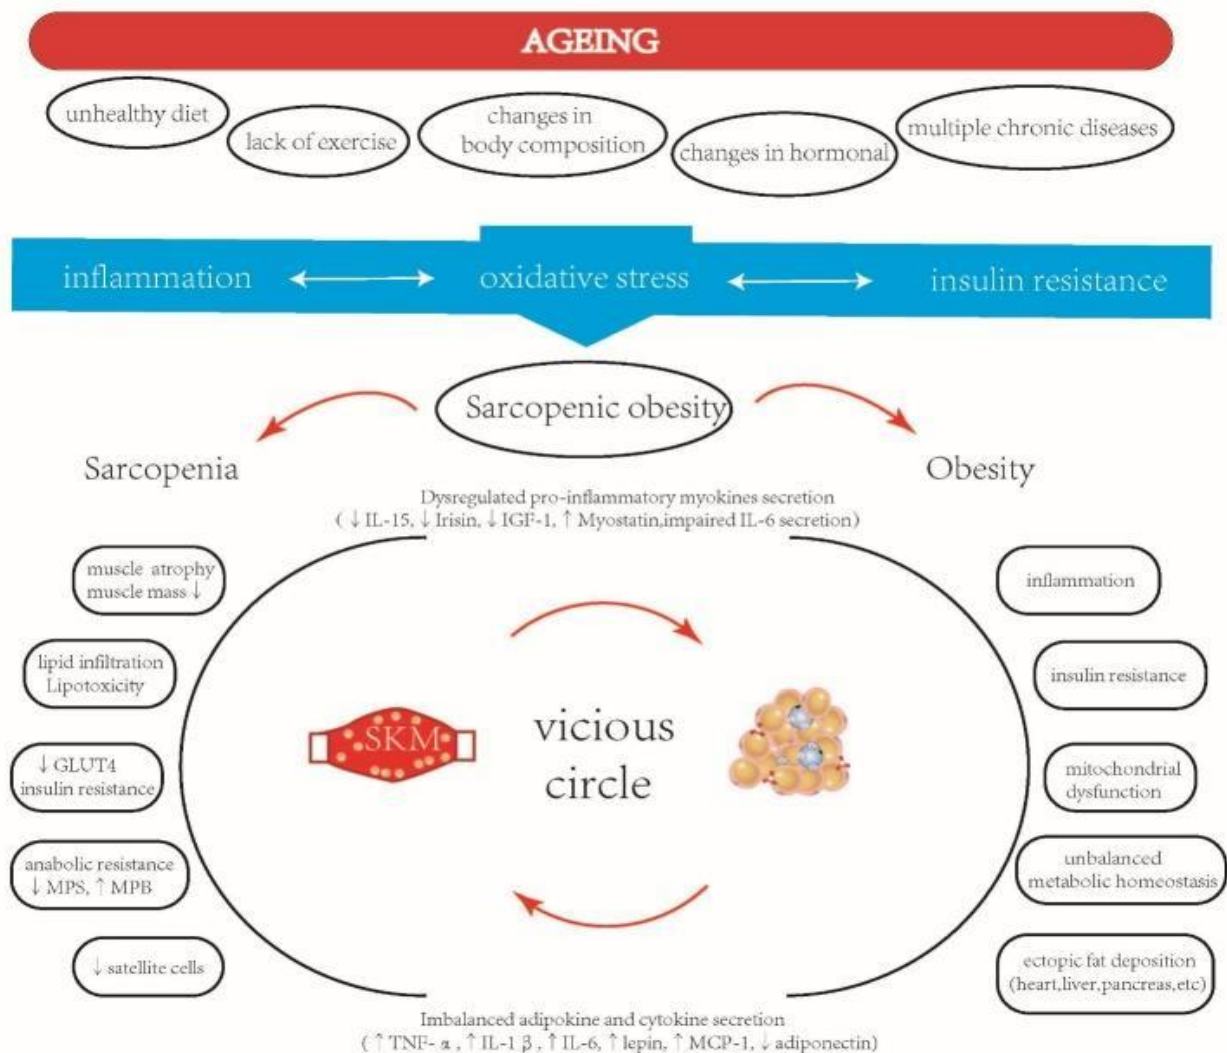 AGEING
unhealthy diet
lack of exercise
changes in
body composition
changes in hormonal
multiple chronic diseases
inflammation
oxidative stress
insulin resistance
Sarcopenic obesity
Sarcopenia
Obesity
Dysregulated pro-inflammatory myokines secretion
( ↓ IL-15, ↓ Irisin, ↓ IGF-1, ↑ Myostatin,impaired IL-6 secretion)
muscle atrophy
muscle mass ↓
lipid infiltration
Lipotoxicity
↓ GLUT4
insulin resistance
anabolic resistance
↓ MPS, ↑ MPB
↓ satellite cells
SKM
vicious
circle
inflammation
insulin resistance
mitochondrial
dysfunction
unbalanced
metabolic homeostasis
ectopic fat deposition
(heart,liver,pancreas,etc)
Imbalanced adipokine and cytokine secretion
( ↑ TNF- α , ↑ IL-1 β , ↑ IL-6, ↑ lepin, ↑ MCP-1, ↓ adiponectin)